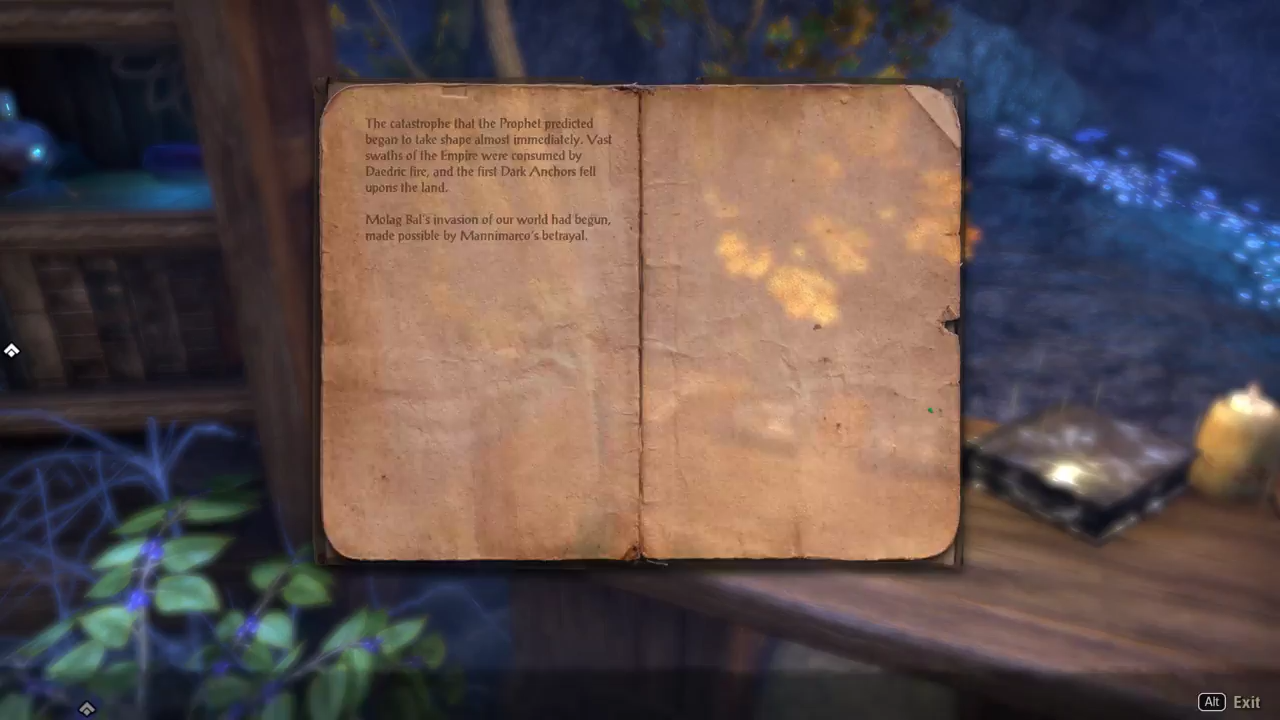 The catastrophe that the Prophet predicted
began to take shape almost immediately. Vast
swaths of the Empire were consumed by
Daedric fire, and the first Dark Anchors fell
upons the land.
Molag Bal's invasion of our world had begun,
made possible by Mannimarco's betrayal.
Alt Exit